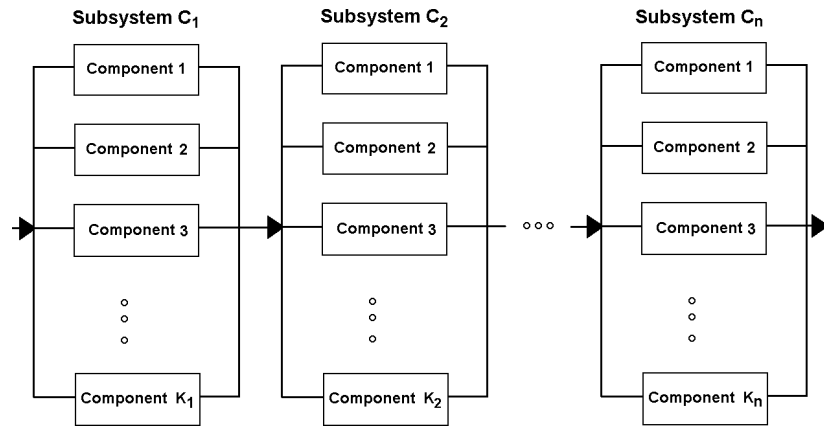 Subsystem C1
Component 1
Component 2
Component 3
Component K1
Subsystem C2
Component 1
Component 2
Component 3
Component K2
Subsystem Cn
Component 1
Component 2
Component 3
Component Kn